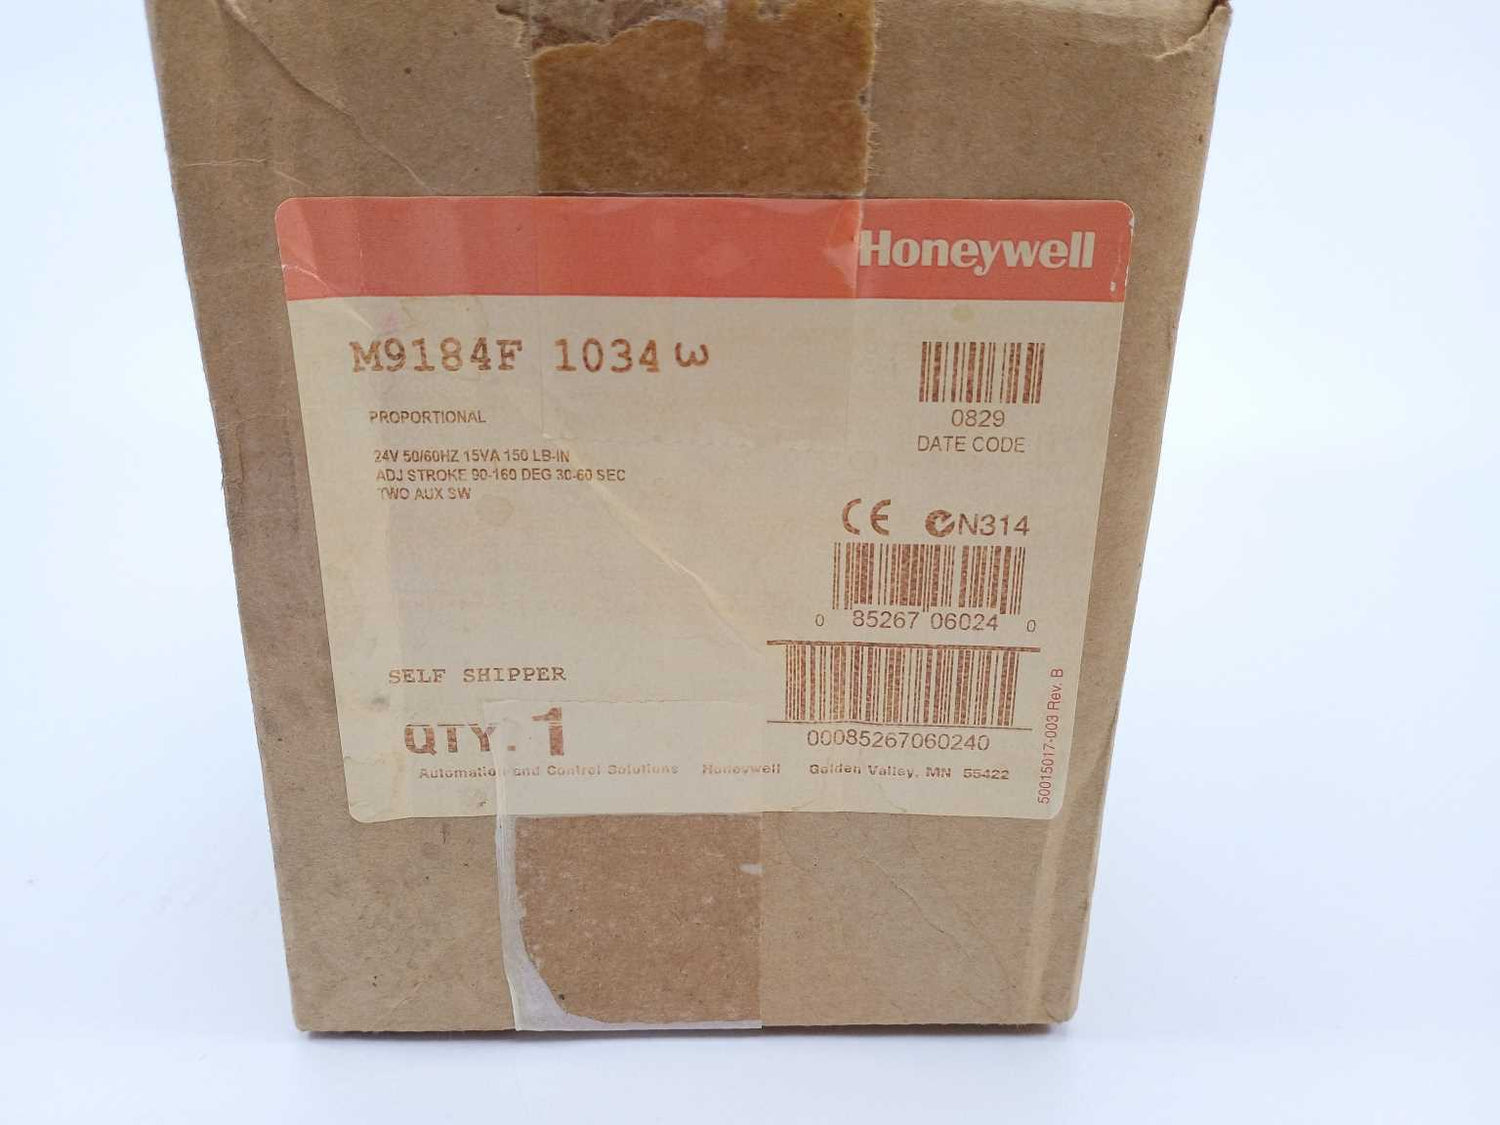 Honeywell
M9184F 1034 ω
PROPORTIONAL
24V 50/60HZ 15VA 150 LB-IN
ADJ STROKE 90-160 DEG 30-60 SEC
TWO AUX SW
0829
DATE CODE
CE N314
0 85267 06024 0
SELF SHIPPER
QTY. 1
00085267060240
Automation and Control Solutions Honeywell Golden Valley, MN 55422
50015017-003 Rev. B